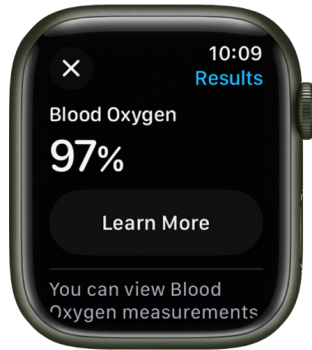 10:09
Results
Blood Oxygen
97%
Learn More
You can view Blood
Oxygen measurements